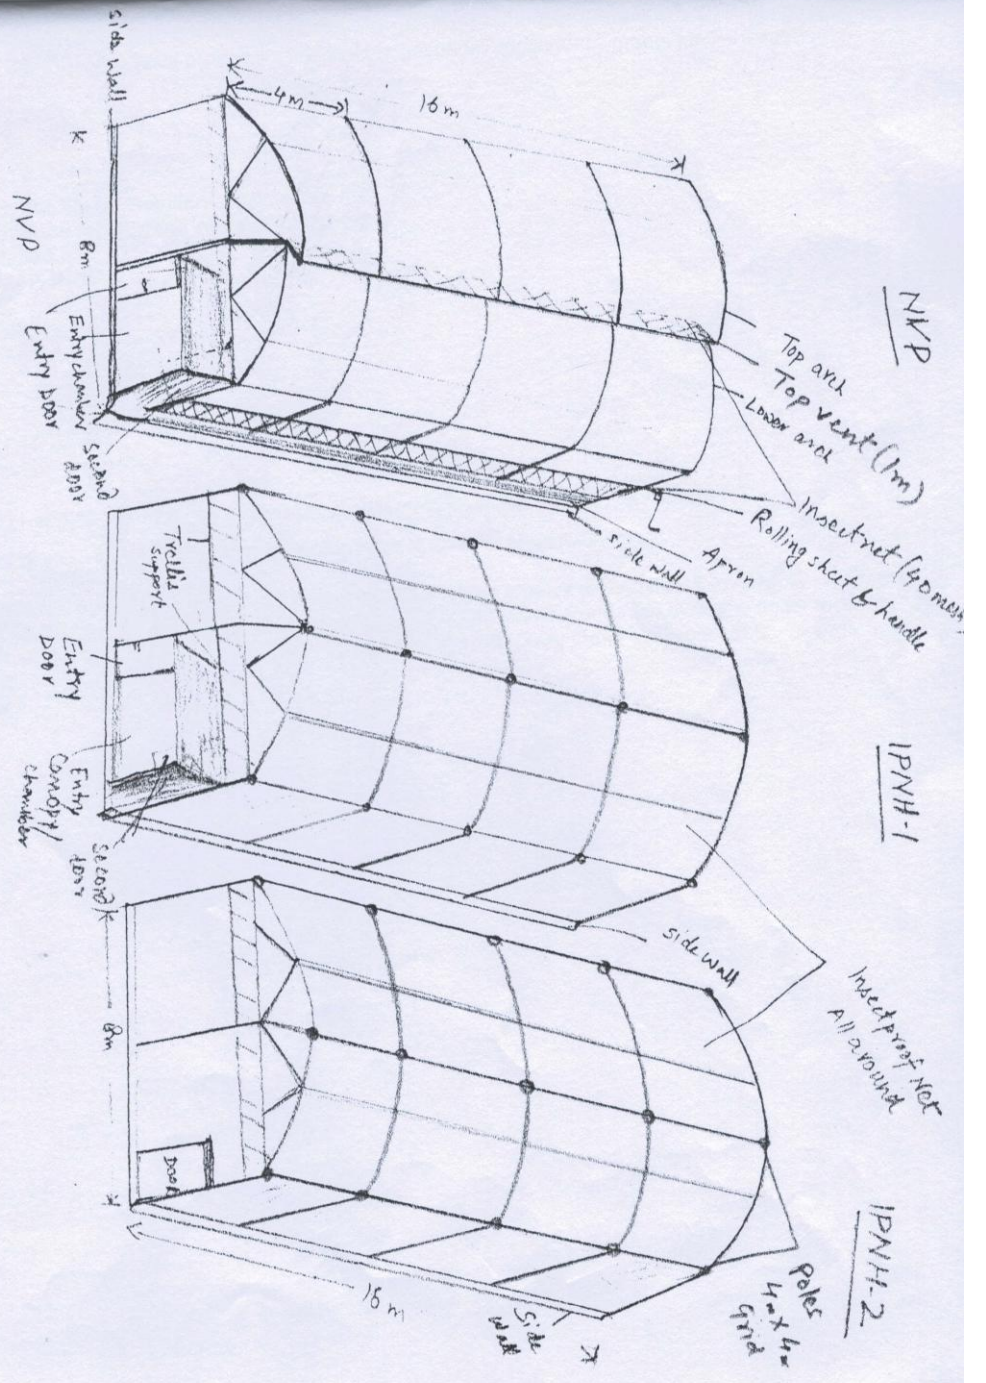 NVP
Top arch
Top vent (1m)
Lower arch
Insectnet (40 mesh)
Rolling sheet & handle
Apron
side wall
16m
4m
side wall
8m
NVP
Entry chamber
Entry Door
Second door
IPNH-1
Trellis support
Entry Door
Entry Canopy/ chamber
Second door
side wall
Insectproof Net
All around
IPNH-2
Poles
4m X 4m
Grid
8m
Door
16m
Side
wall